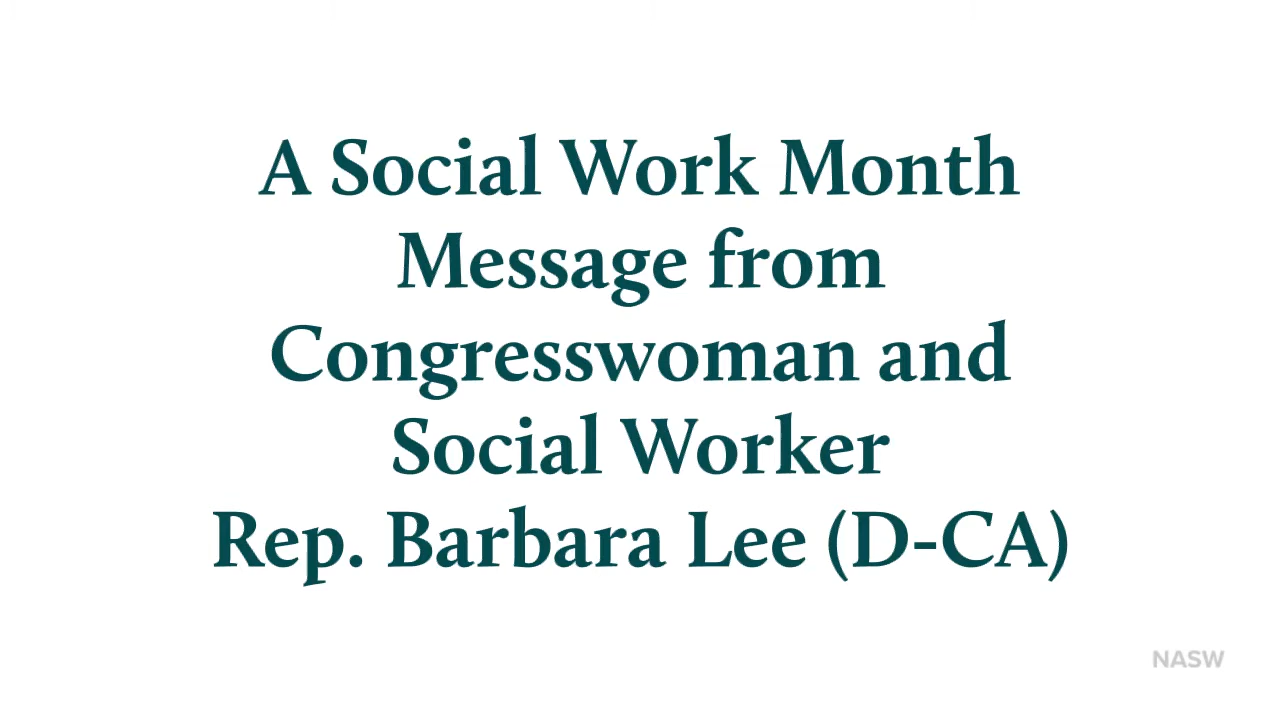 A Social Work Month
Message from
Congresswoman and
Social Worker
Rep. Barbara Lee (D-CA)
NASW